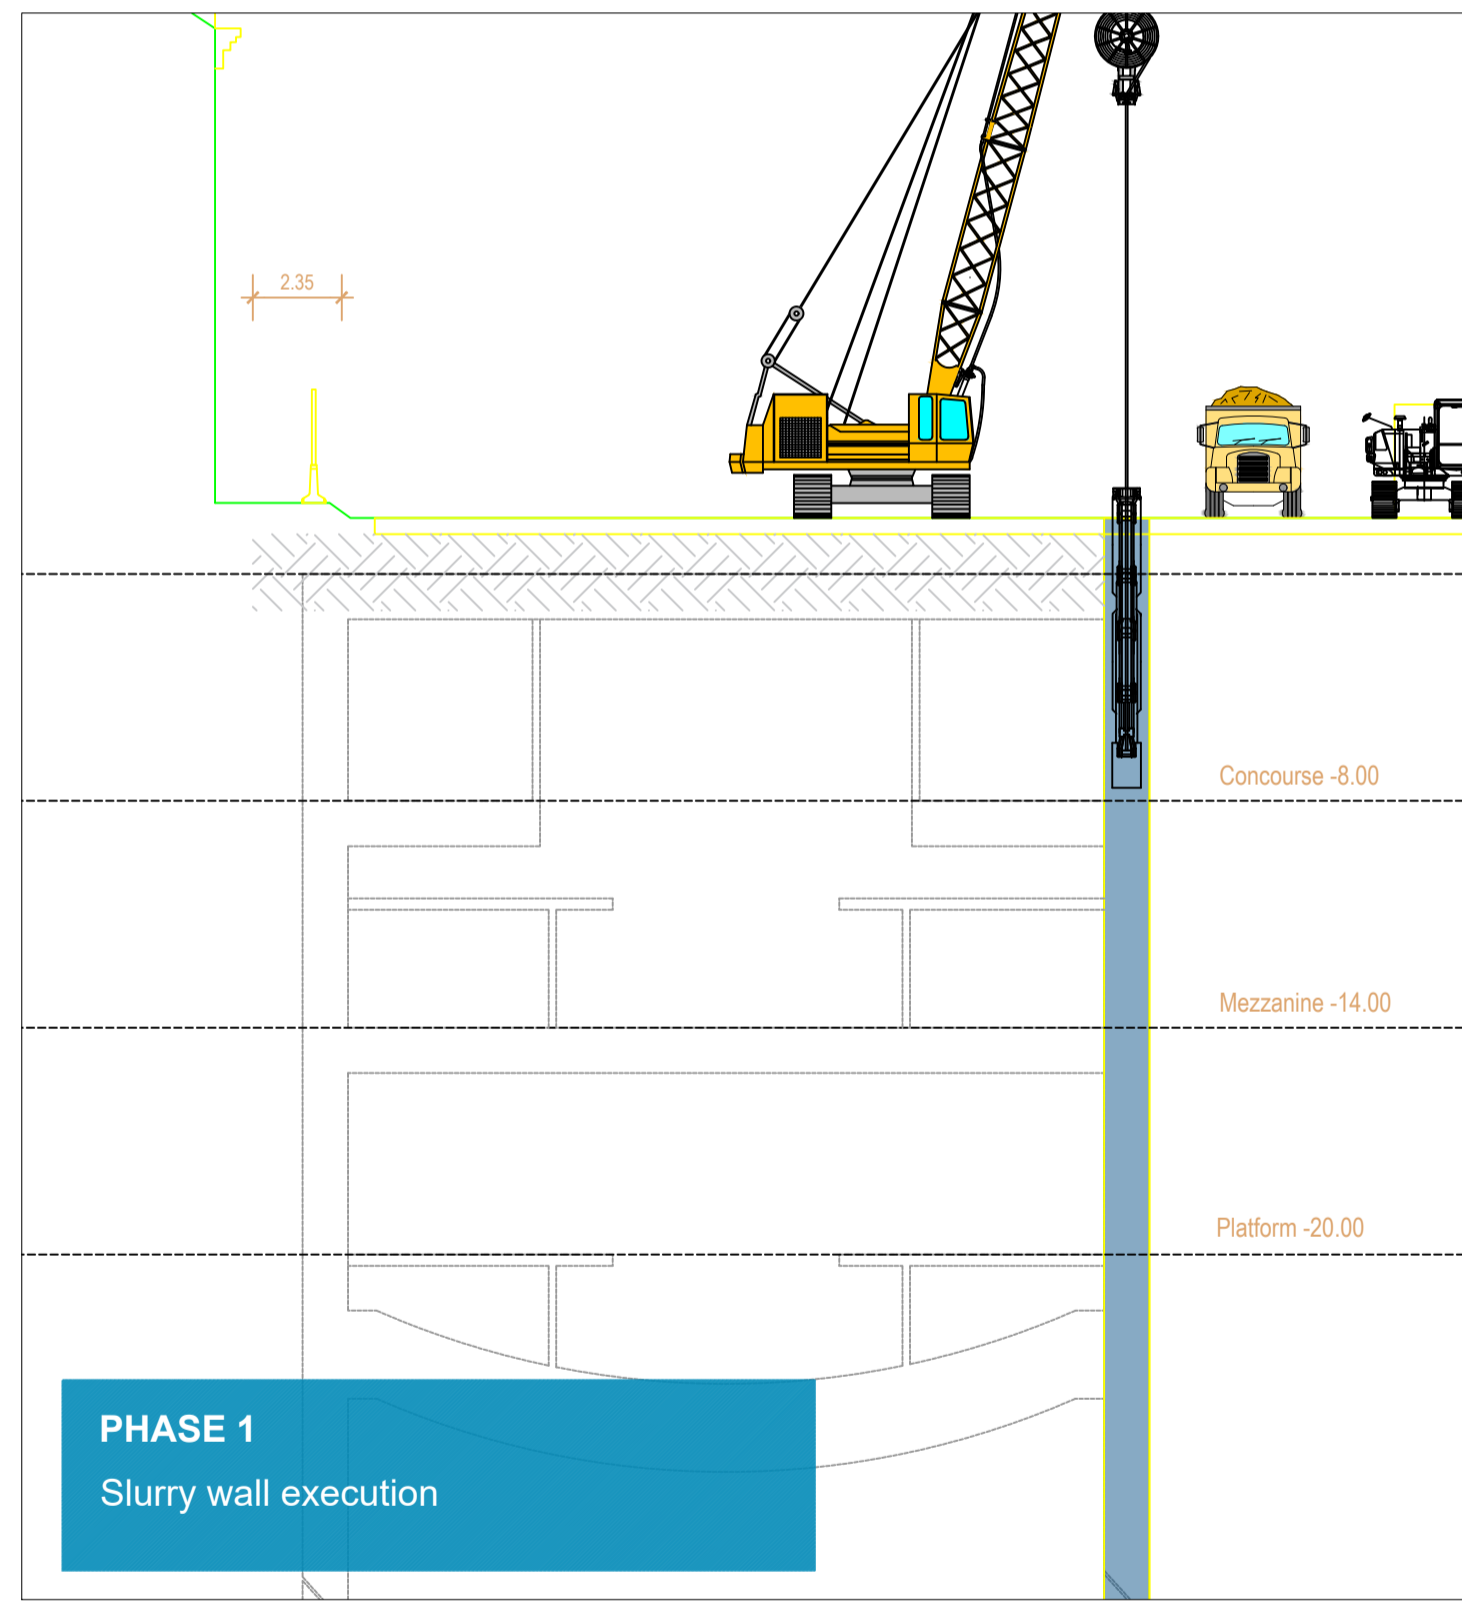 2.35
Concourse -8.00
Mezzanine -14.00
Platform -20.00
PHASE 1
Slurry wall execution